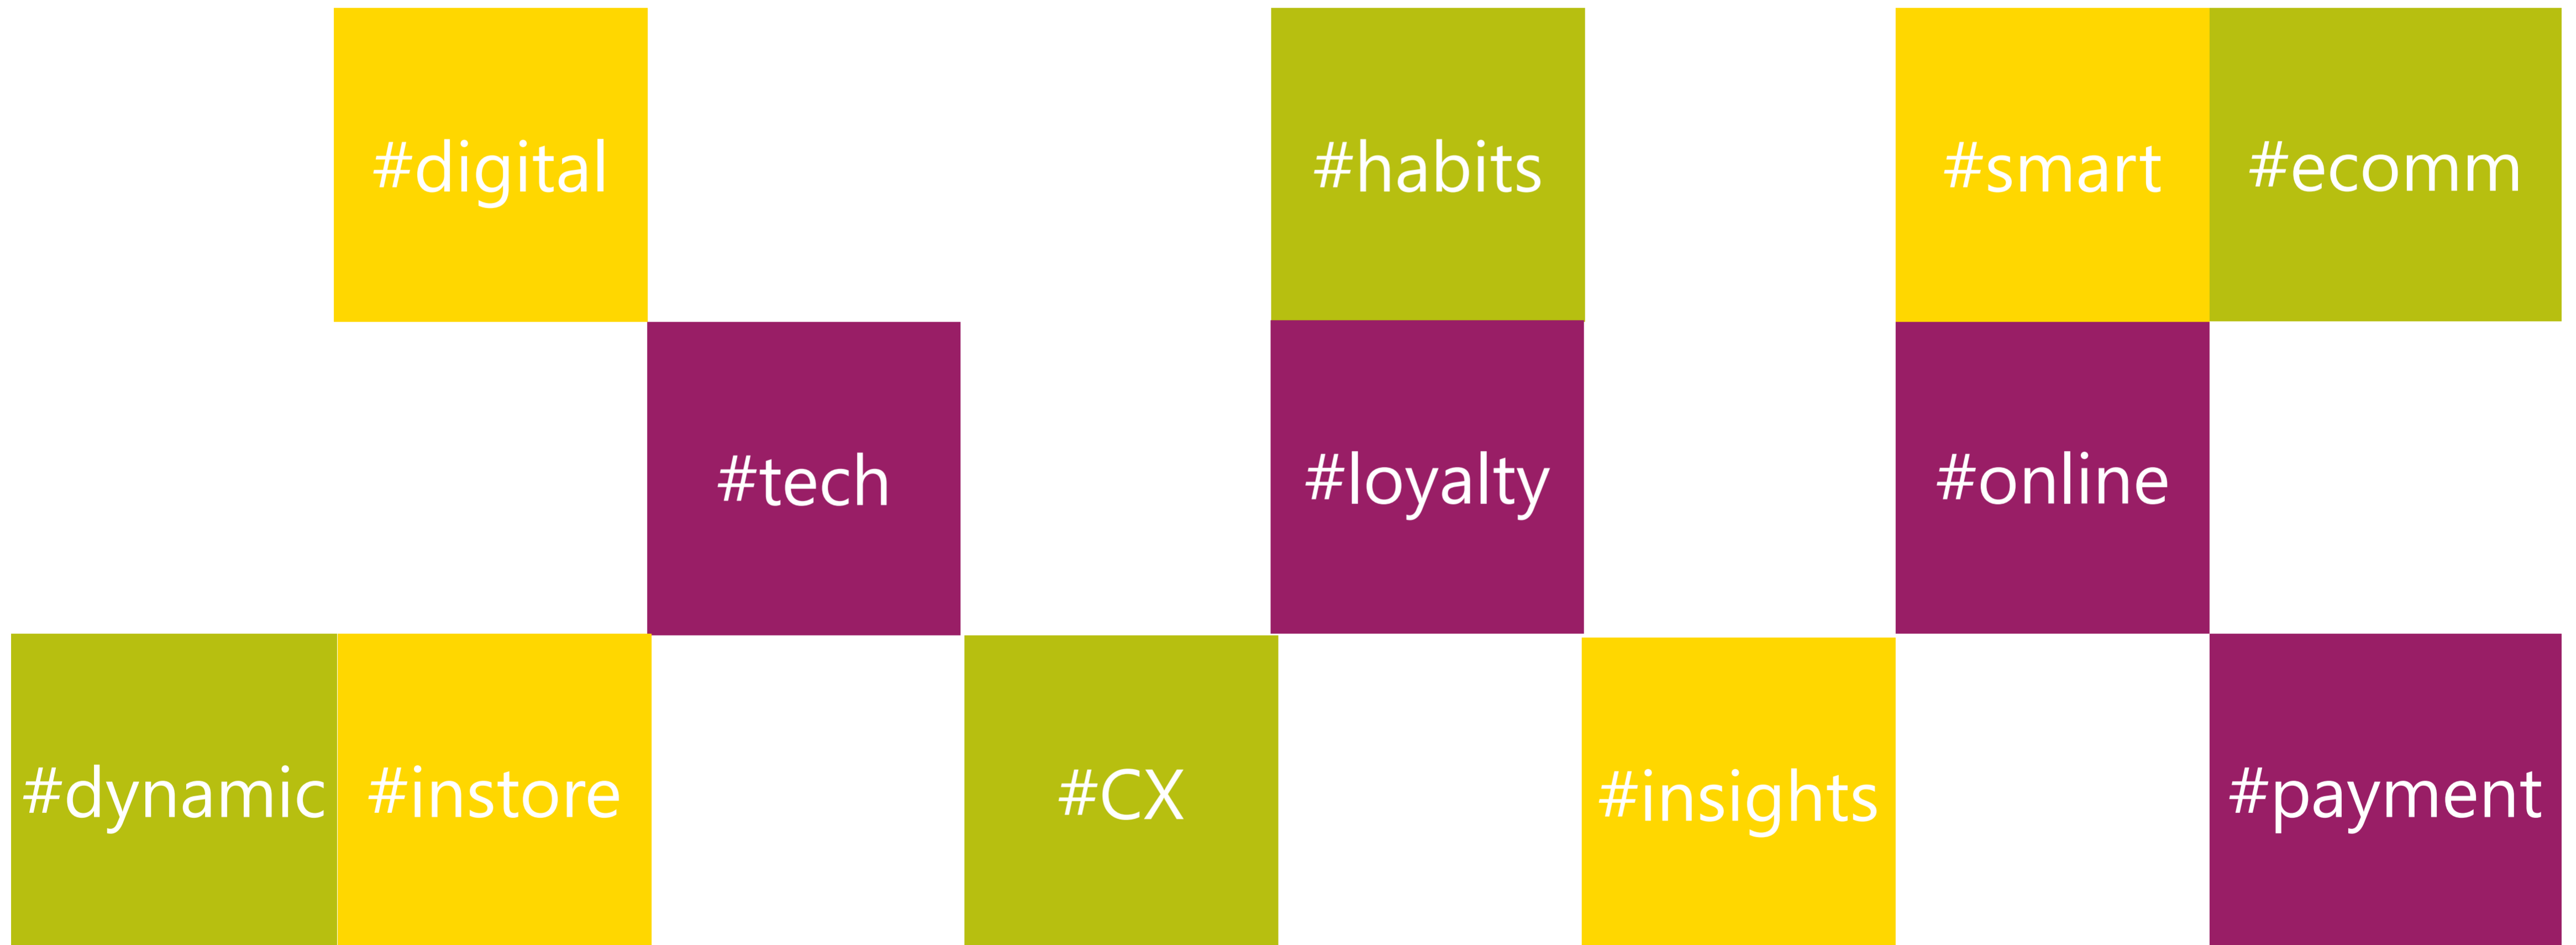 #digital
#habits
#smart
#ecomm
#tech
#loyalty
#online
#dynamic
#instore
#CX
#insights
#payment